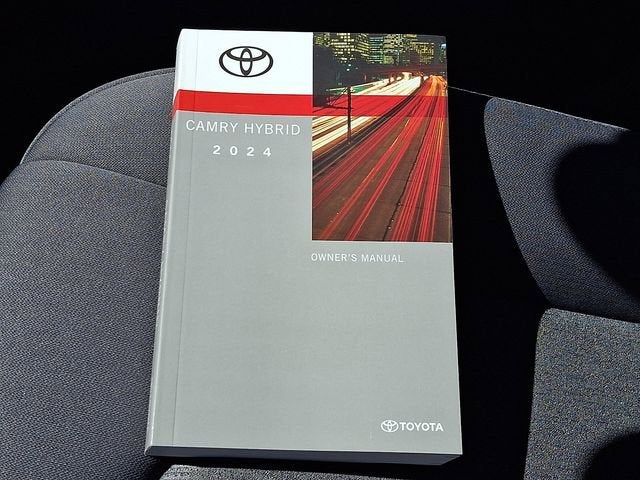 CAMRY HYBRID
2024
OWNER'S MANUAL
TOYOTA